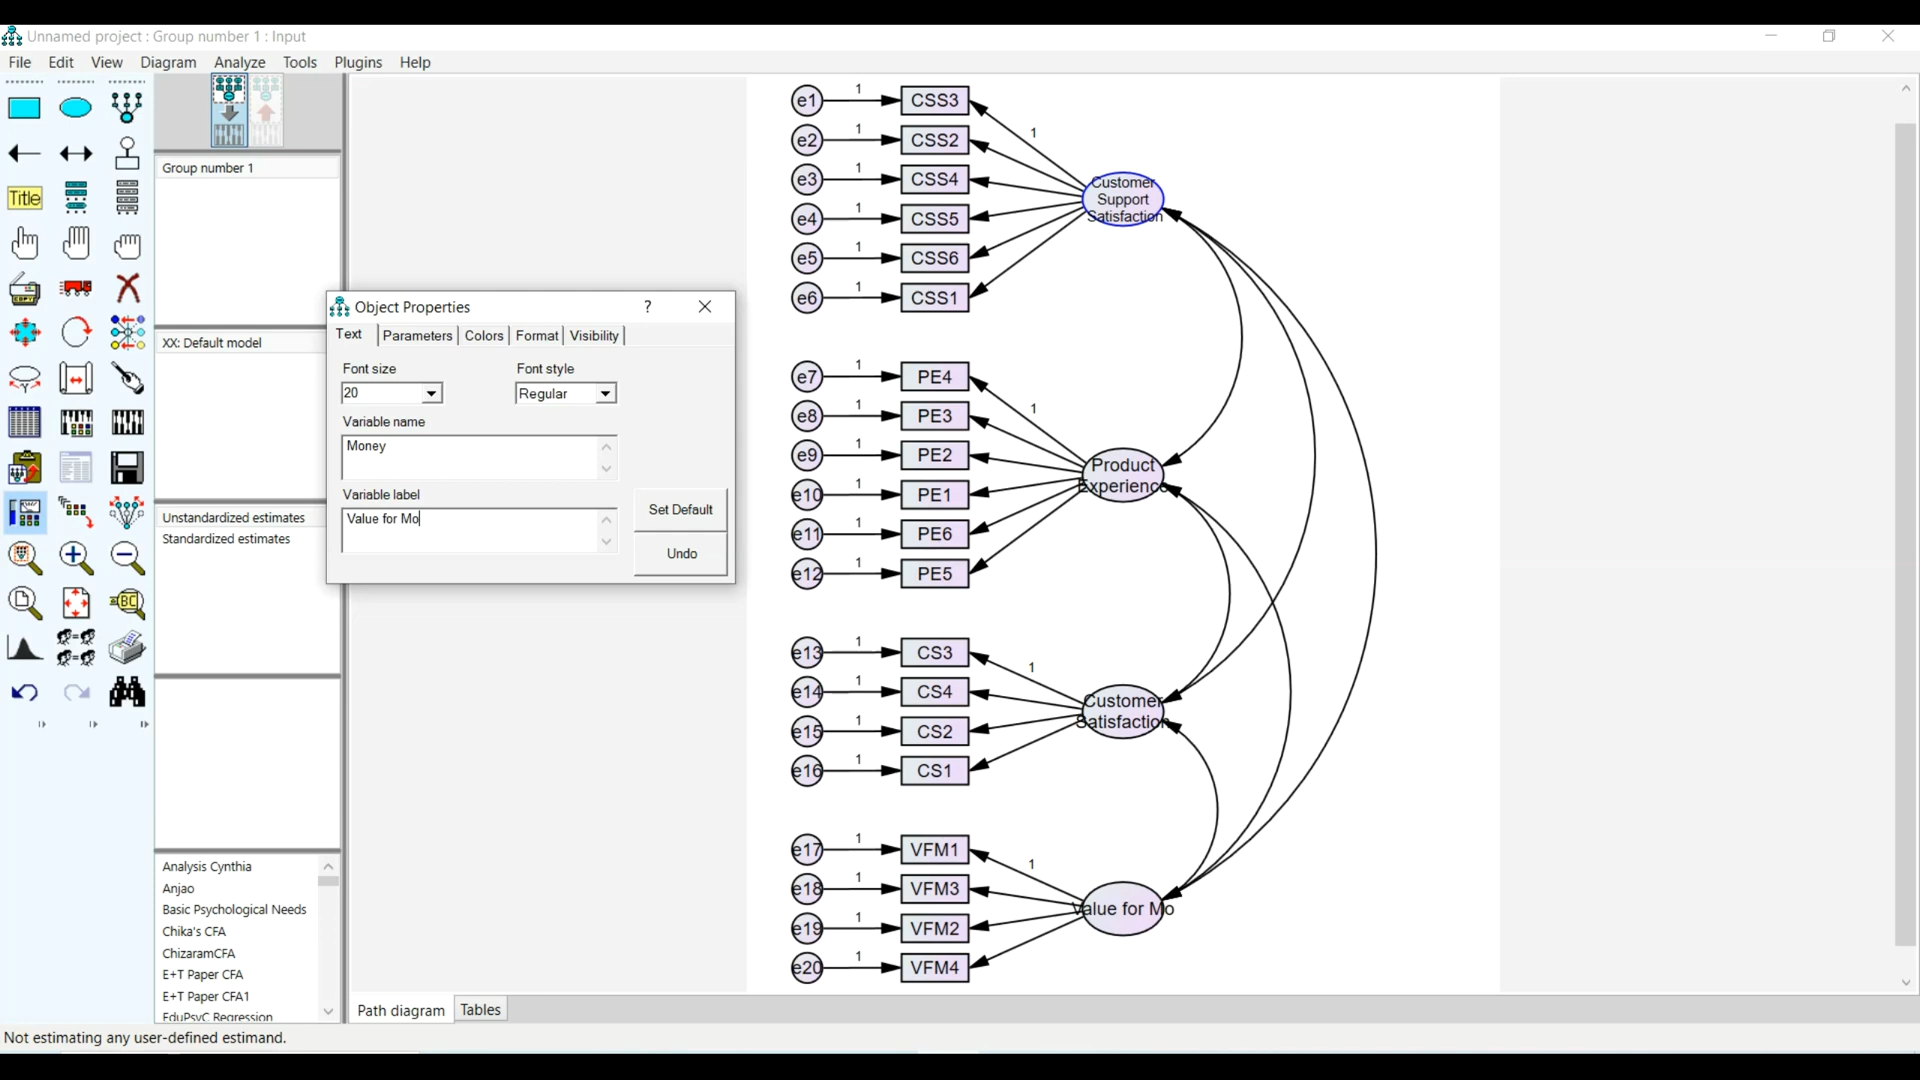 Unnamed project : Group number 1 : Input
File Edit View Diagram Analyze Tools Plugins Help
Title
Group number 1
XX: Default model
Unstandardized estimates
Standardized estimates
Analysis Cynthia
Anjao
Basic Psychological Needs
Chika's CFA
ChizaramCFA
E+T Paper CFA
E+T Paper CFA1
EduPsyC Regression
Object Properties ?
Text Parameters Colors Format Visibility
Font size Font style
20 Regular
Variable name
Money
Variable label
Value for Mo
Set Default
Undo
e1 1 CSS3
e2 1 CSS2
e3 1 CSS4
e4 1 CSS5
e5 1 CSS6
e6 1 CSS1
1
Customer
Support
Satisfaction
e7 1 PE4
e8 1 PE3
e9 1 PE2
e10 1 PE1
e11 1 PE6
e12 1 PE5
1
Product
Experience
e13 1 CS3
e14 1 CS4
e15 1 CS2
e16 1 CS1
1
Customer
Satisfaction
e17 1 VFM1
e18 1 VFM3
e19 1 VFM2
e20 1 VFM4
1
Value for Mo
Path diagram Tables
Not estimating any user-defined estimand.